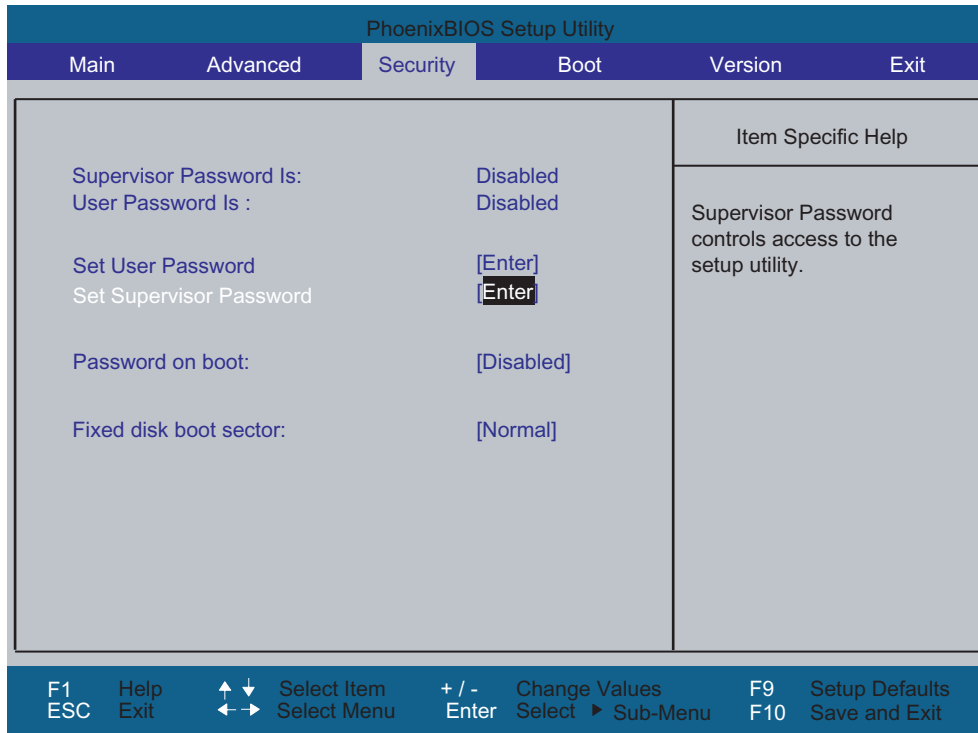 PhoenixBIOS Setup Utility
Main Advanced Security Boot Version Exit
Item Specific Help
Supervisor Password Is: Disabled
User Password Is : Disabled
Supervisor Password
controls access to the
setup utility.
Set User Password [Enter]
Set Supervisor Password [Enter]
Password on boot: [Disabled]
Fixed disk boot sector: [Normal]
F1 Help Select Item + / - Change Values F9 Setup Defaults
ESC Exit Select Menu Enter Select Sub-Menu F10 Save and Exit